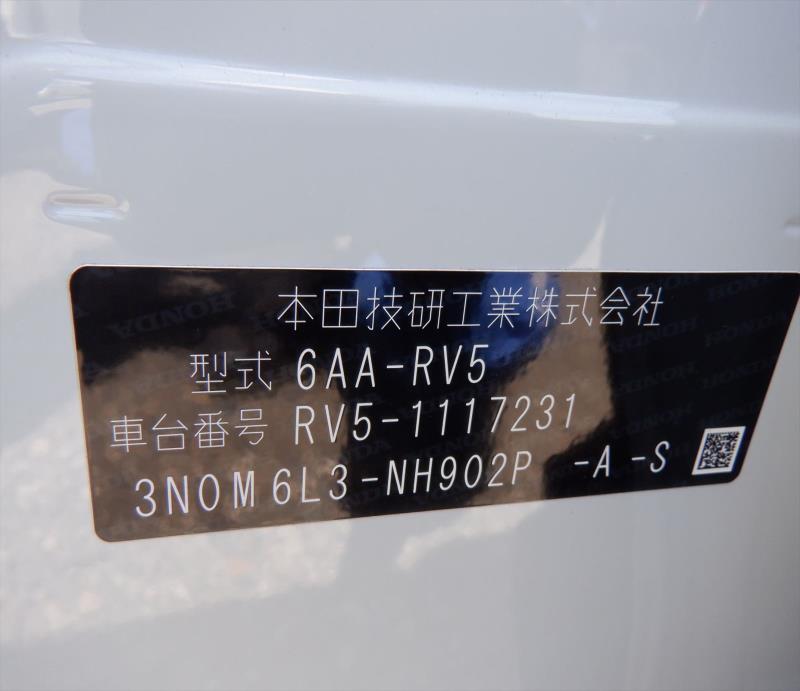 本田技研工業株式会社
型式 6AA-RV5
車台番号 RV5-1117231
3N0M6L3-NH902P -A -S